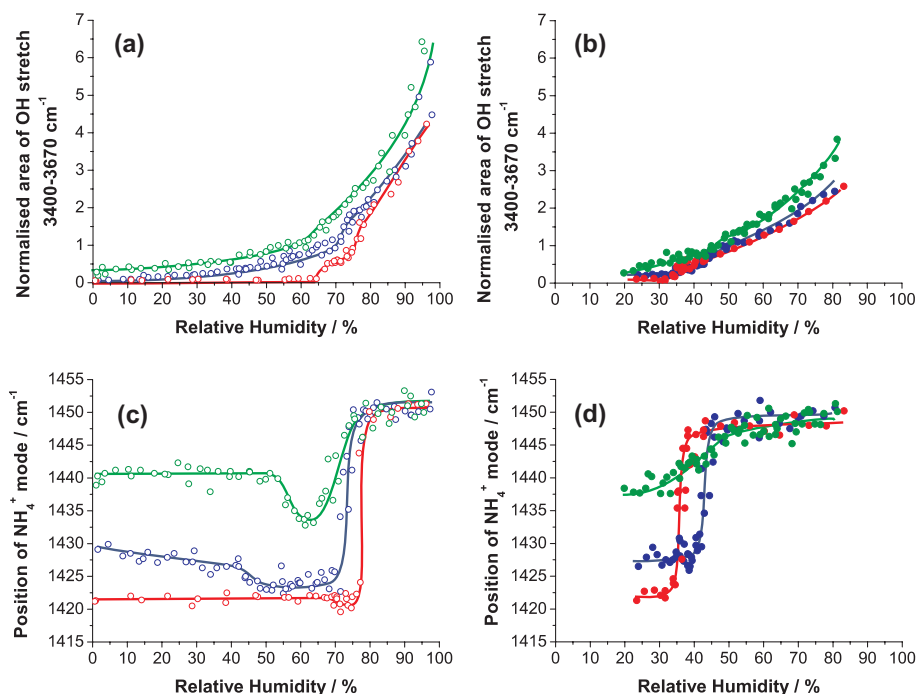 (a)
Normalised area of OH stretch
3400-3670 cm⁻¹
7
6
5
4
3
2
1
0
0 10 20 30 40 50 60 70 80 90 100
Relative Humidity / %
(b)
Normalised area of OH stretch
3400-3670 cm⁻¹
7
6
5
4
3
2
1
0
0 10 20 30 40 50 60 70 80 90 100
Relative Humidity / %
(c)
Position of NH₄⁺ mode / cm⁻¹
1455
1450
1445
1440
1435
1430
1425
1420
1415
0 10 20 30 40 50 60 70 80 90 100
Relative Humidity / %
(d)
Position of NH₄⁺ mode / cm⁻¹
1455
1450
1445
1440
1435
1430
1425
1420
1415
0 10 20 30 40 50 60 70 80 90 100
Relative Humidity / %